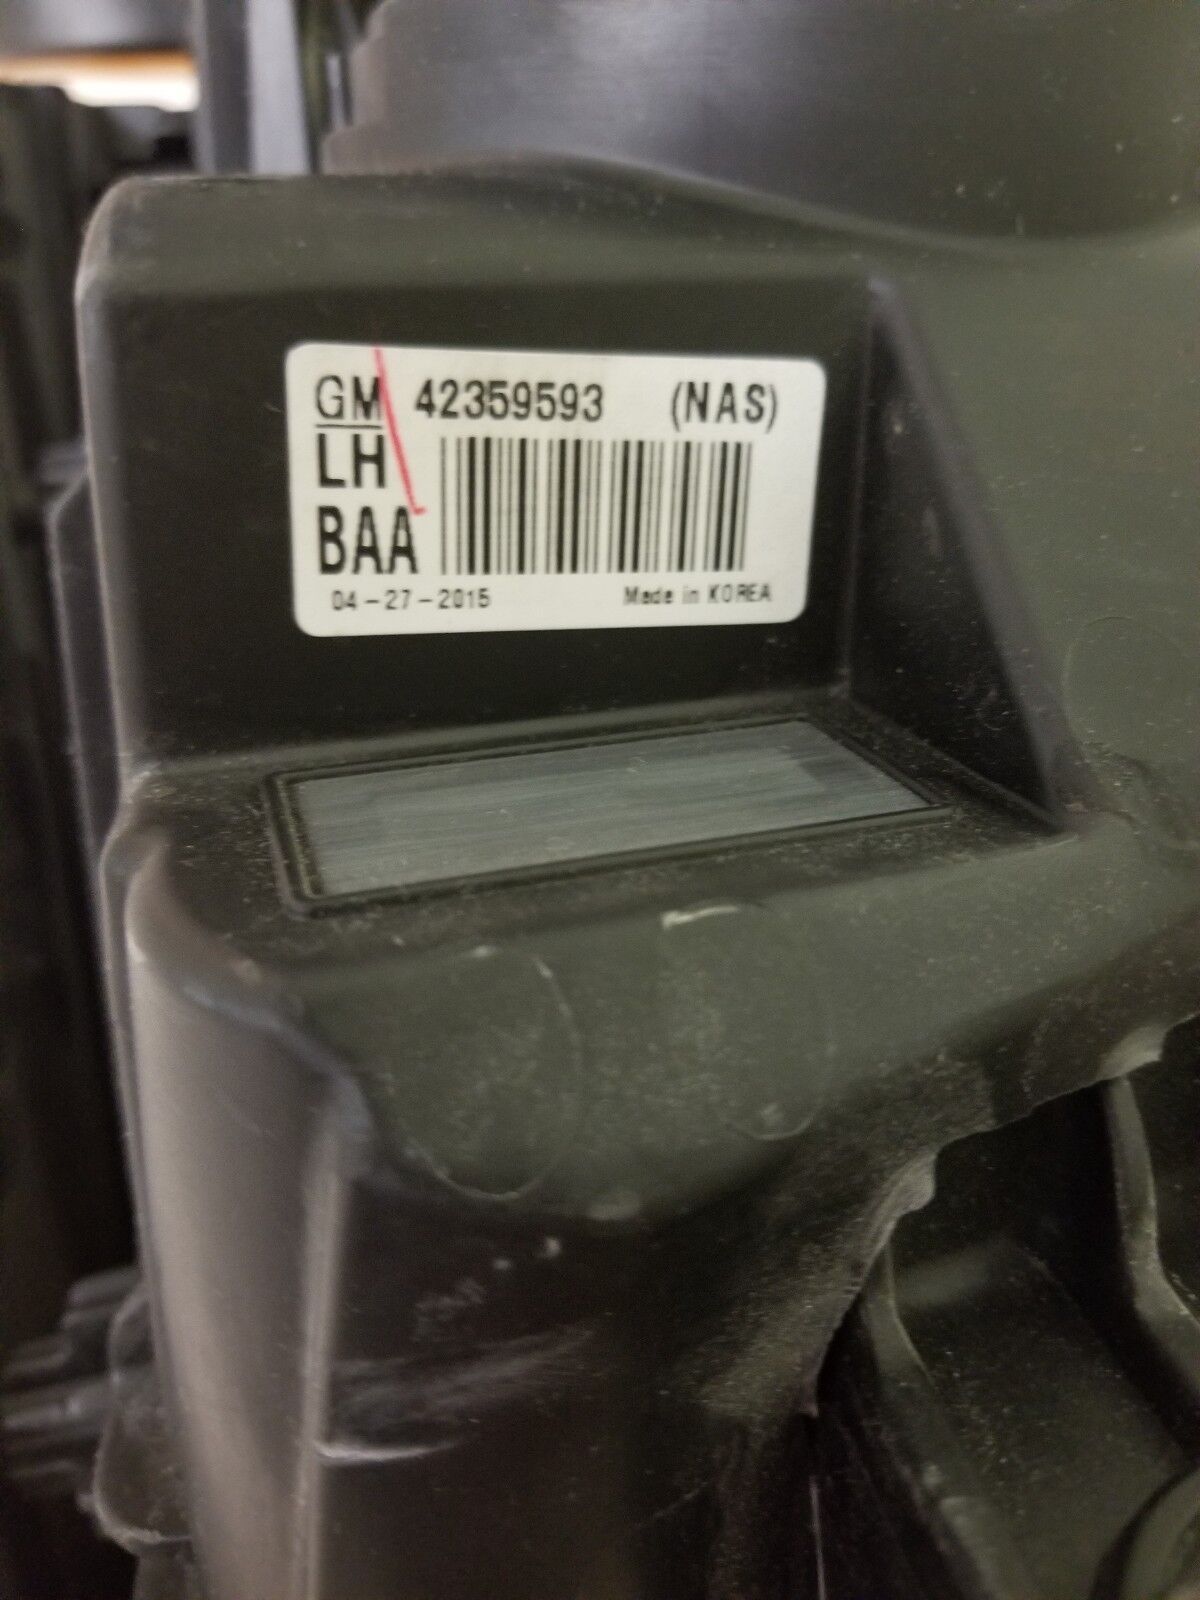 GM 42359593 (NAS)
LH
BAA
04-27-2015 Made in KOREA